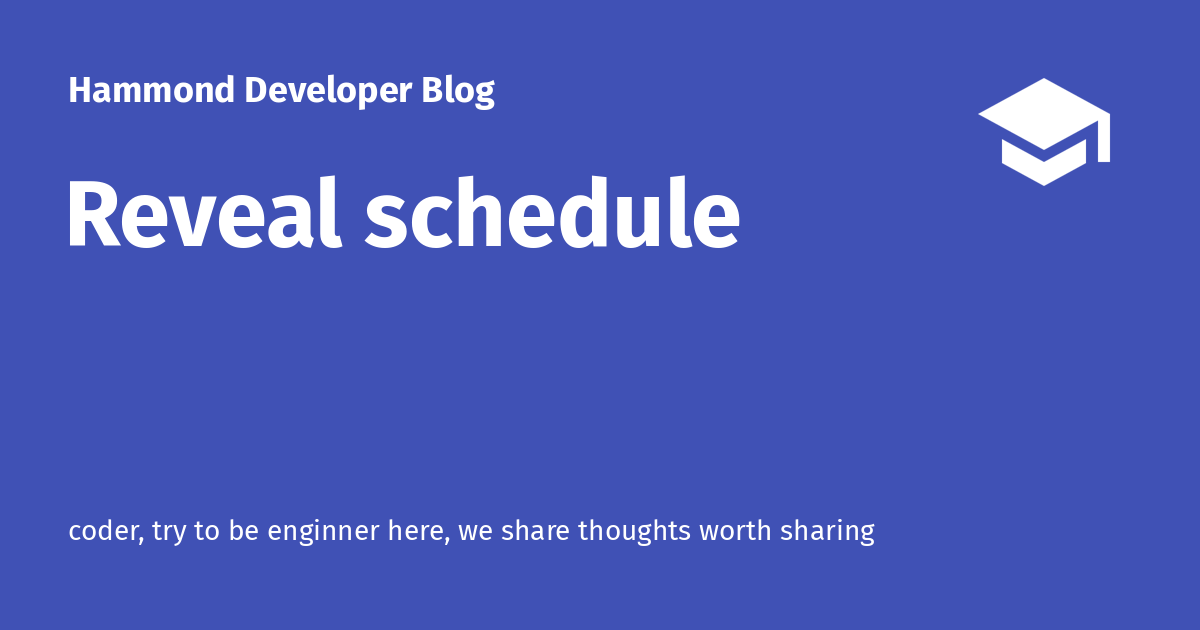 Hammond Developer Blog
Reveal schedule
coder, try to be enginner here, we share thoughts worth sharing